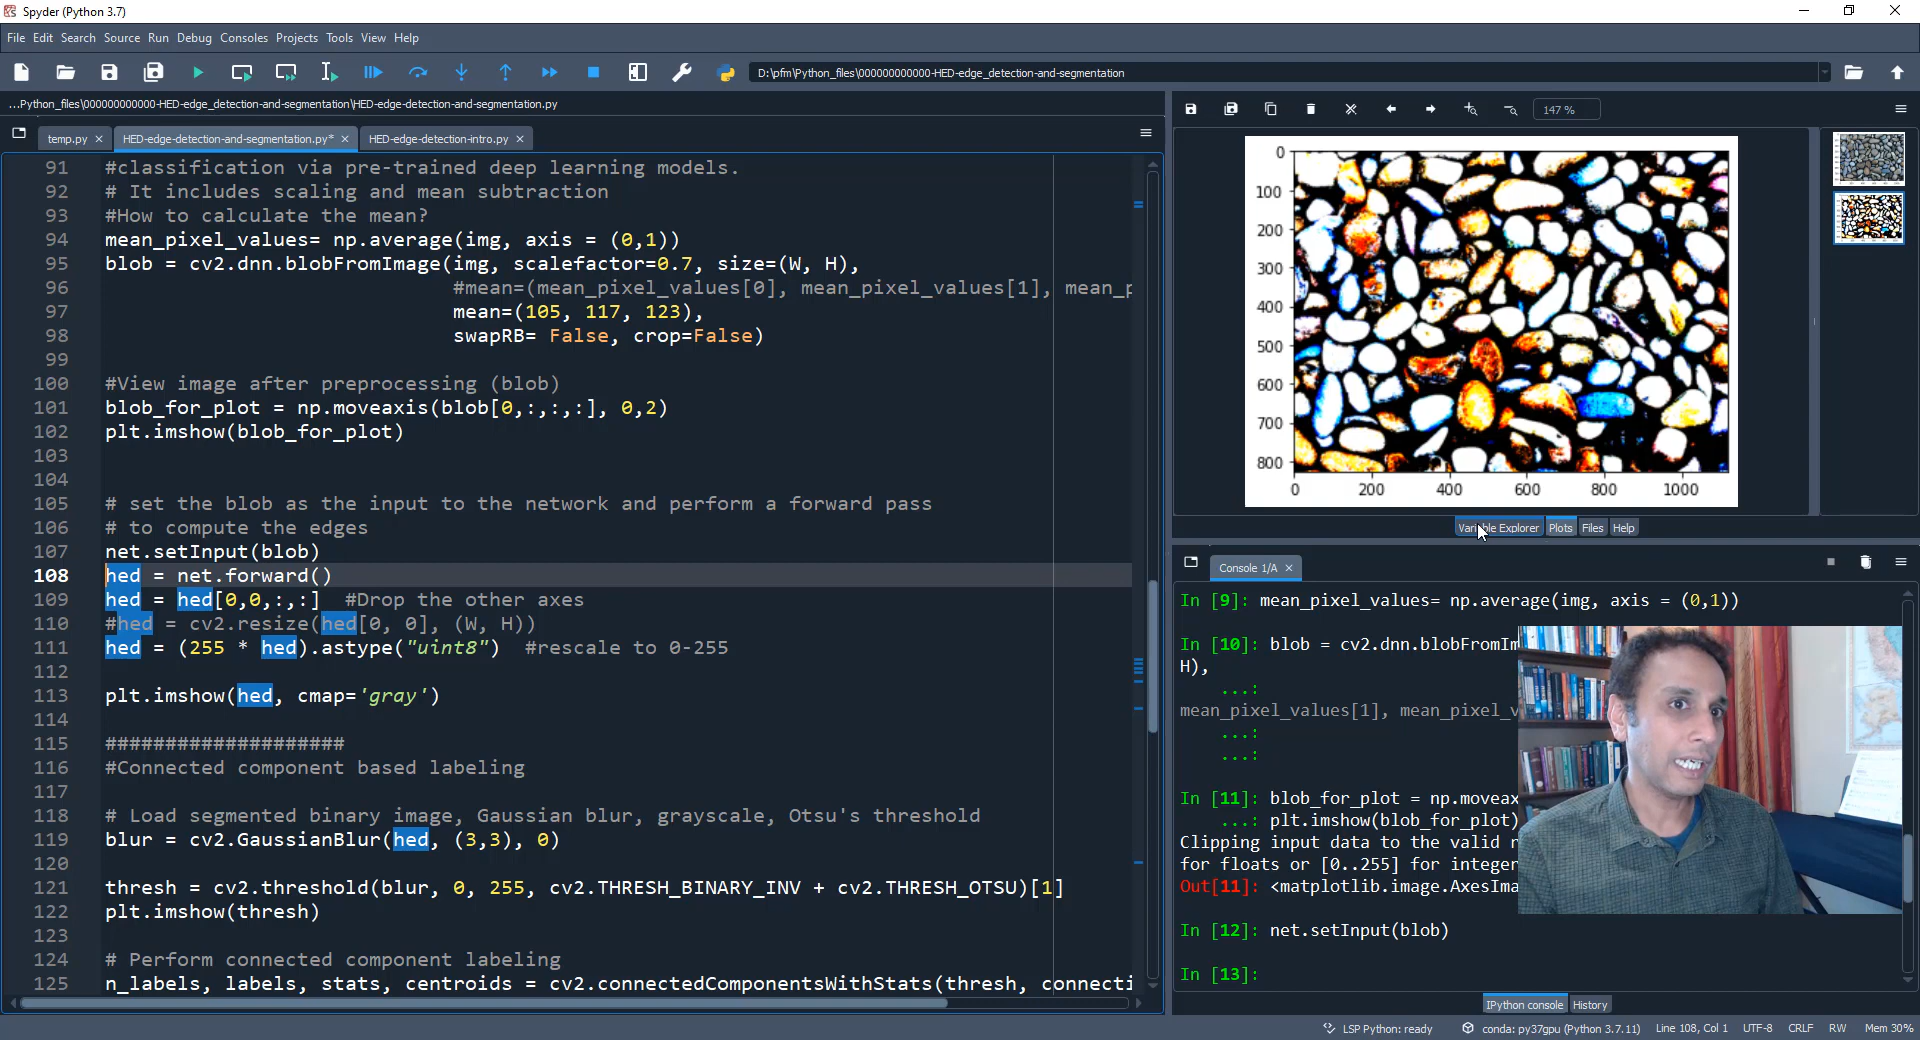 Spyder (Python 3.7)
File Edit Search Source Run Debug Consoles Projects Tools View Help
D:\pfm\Python_files\000000000000-HED-edge_detection-and-segmentation
...Python_files\000000000000-HED-edge_detection-and-segmentation\HED-edge-detection-and-segmentation.py
temp.py HED-edge-detection-and-segmentation.py* HED-edge-detection-intro.py
91 #classification via pre-trained deep learning models.
92 # It includes scaling and mean subtraction
93 #How to calculate the mean?
94 mean_pixel_values= np.average(img, axis = (0,1))
95 blob = cv2.dnn.blobFromImage(img, scalefactor=0.7, size=(W, H),
96 #mean=(mean_pixel_values[0], mean_pixel_values[1], mean_p
97 mean=(105, 117, 123),
98 swapRB= False, crop=False)
99
100 #View image after preprocessing (blob)
101 blob_for_plot = np.moveaxis(blob[0,:,:,:], 0,2)
102 plt.imshow(blob_for_plot)
103
104
105 # set the blob as the input to the network and perform a forward pass
106 # to compute the edges
107 net.setInput(blob)
108 hed = net.forward()
109 hed = hed[0,0,:,:] #Drop the other axes
110 #hed = cv2.resize(hed[0, 0], (W, H))
111 hed = (255 * hed).astype("uint8") #rescale to 0-255
112
113 plt.imshow(hed, cmap='gray')
114
115 ####################
116 #Connected component based labeling
117
118 # Load segmented binary image, Gaussian blur, grayscale, Otsu's threshold
119 blur = cv2.GaussianBlur(hed, (3,3), 0)
120
121 thresh = cv2.threshold(blur, 0, 255, cv2.THRESH_BINARY_INV + cv2.THRESH_OTSU)[1]
122 plt.imshow(thresh)
123
124 # Perform connected component labeling
125 n_labels, labels, stats, centroids = cv2.connectedComponentsWithStats(thresh, connecti
147 %
0
100
200
300
400
500
600
700
800
0 200 400 600 800 1000
Variable Explorer Plots Files Help
Console 1/A
In [9]: mean_pixel_values= np.average(img, axis = (0,1))
In [10]: blob = cv2.dnn.blobFromIm
H),
...:
mean_pixel_values[1], mean_pixel_v
...:
...:
In [11]: blob_for_plot = np.moveax
...: plt.imshow(blob_for_plot)
Clipping input data to the valid r
for floats or [0..255] for integer
Out[11]: <matplotlib.image.AxesIma
In [12]: net.setInput(blob)
In [13]:
IPython console History
LSP Python: ready conda: py37gpu (Python 3.7.11) Line 108, Col 1 UTF-8 CRLF RW Mem 30%